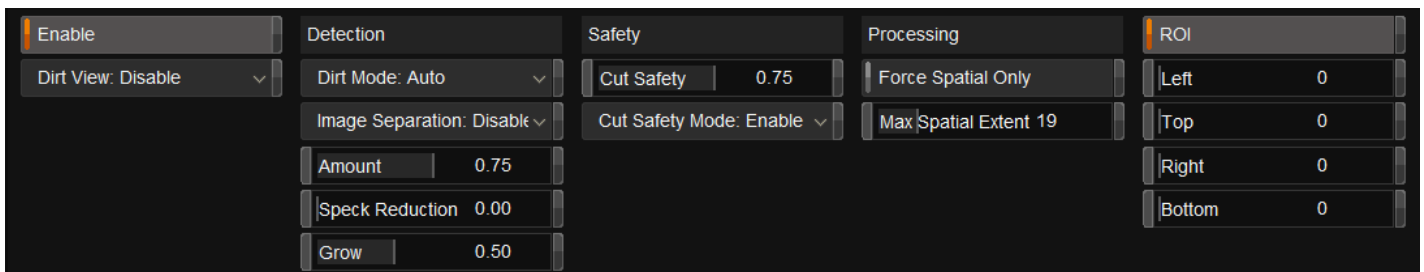 Enable
Dirt View: Disable
Detection
Dirt Mode: Auto
Image Separation: Disable
Amount 0.75
Speck Reduction 0.00
Grow 0.50
Safety
Cut Safety 0.75
Cut Safety Mode: Enable
Processing
Force Spatial Only
Max Spatial Extent 19
ROI
Left 0
Top 0
Right 0
Bottom 0